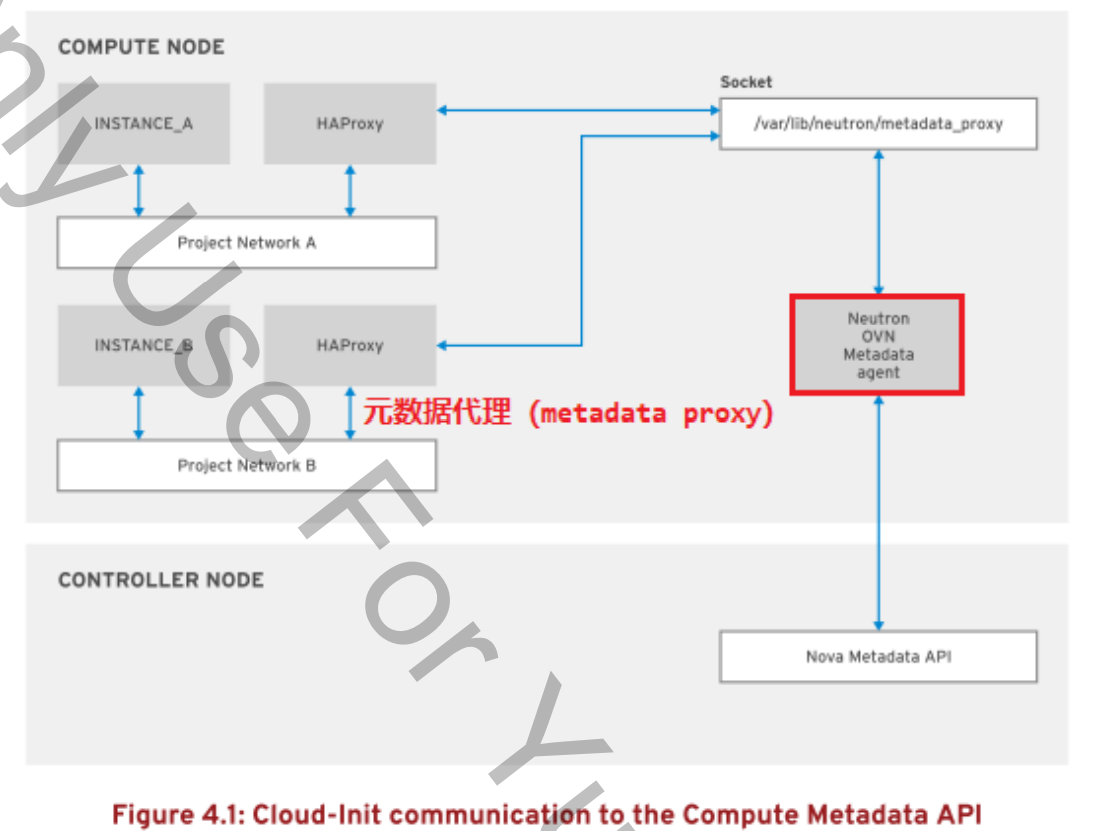 COMPUTE NODE
Socket
INSTANCE_A
HAProxy
/var/lib/neutron/metadata_proxy
Project Network A
Neutron
OVN
Metadata
agent
INSTANCE_B
HAProxy
元数据代理 (metadata proxy)
Project Network B
CONTROLLER NODE
Nova Metadata API
Figure 4.1: Cloud-Init communication to the Compute Metadata API
only Use For Yu